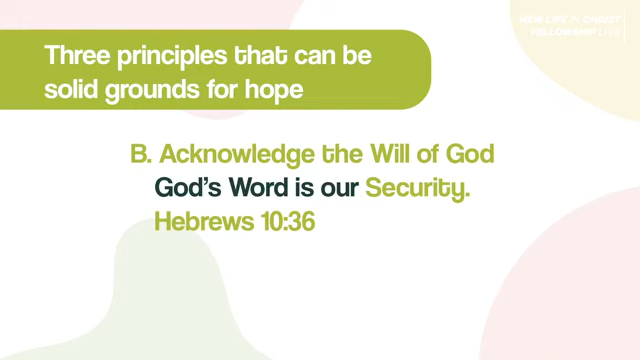 NEW LIFE IN CHRIST
FELLOWSHIP LIVE
Three principles that can be
solid grounds for hope
B. Acknowledge the Will of God
God's Word is our Security.
Hebrews 10:36